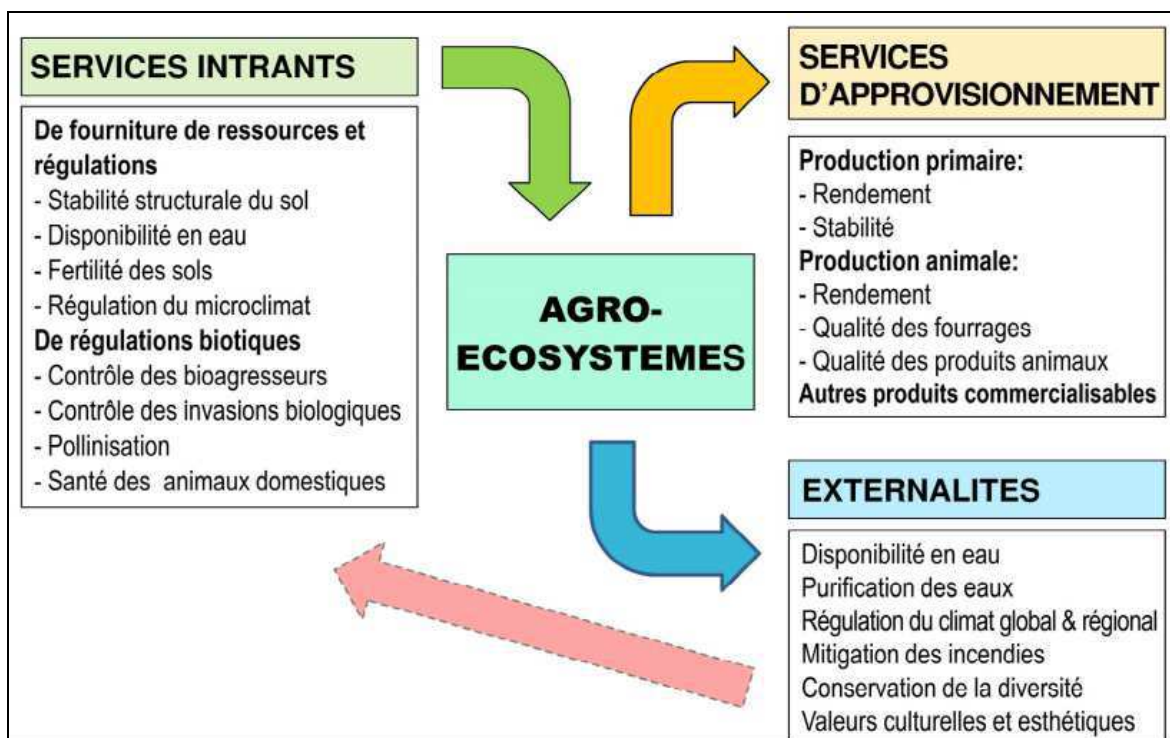 SERVICES INTRANTS
De fourniture de ressources et
régulations
- Stabilité structurale du sol
- Disponibilité en eau
- Fertilité des sols
- Régulation du microclimat
De régulations biotiques
- Contrôle des bioagresseurs
- Contrôle des invasions biologiques
- Pollinisation
- Santé des animaux domestiques
AGRO-
ECOSYSTEMES
SERVICES
D'APPROVISIONNEMENT
Production primaire:
- Rendement
- Stabilité
Production animale:
- Rendement
- Qualité des fourrages
- Qualité des produits animaux
Autres produits commercialisables
EXTERNALITES
Disponibilité en eau
Purification des eaux
Régulation du climat global & régional
Mitigation des incendies
Conservation de la diversité
Valeurs culturelles et esthétiques